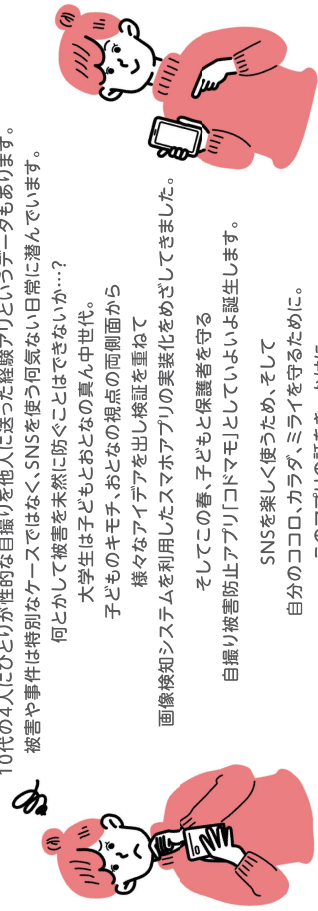 10代の4人にひとりが性的な自撮りを他人に送った経験アリというデータもあります。
被害や事件は特別なケースではなく、SNSを使う何気ない日常に潜んでいます。
何とかして被害を未然に防ぐことはできないか…?
大学生は子どもとおとなの真ん中世代。
子どものキモチ、おとなの視点の両側面から
様々なアイデアを出し検証を重ねて
画像検知システムを利用したスマホアプリの実装化をめざしてきました。
そしてこの春、子どもと保護者を守る
自撮り被害防止アプリ「コドマモ」としていよいよ誕生します。
SNSを楽しく使うため、そして
自分のココロ、カラダ、ミライを守るために。